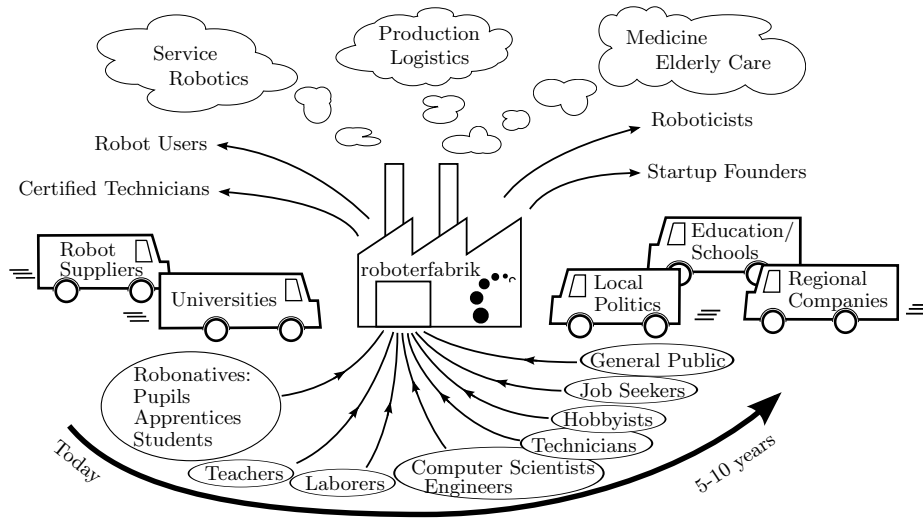 Service
Robotics
Production
Logistics
Medicine
Elderly Care
Robot Users
Roboticists
Certified Technicians
Startup Founders
Robot
Suppliers
Universities
roboterfabrik
Education/
Schools
Local
Politics
Regional
Companies
General Public
Robonatives:
Pupils
Apprentices
Students
Job Seekers
Hobbyists
Technicians
Teachers
Laborers
Computer Scientists
Engineers
Today
5-10 years